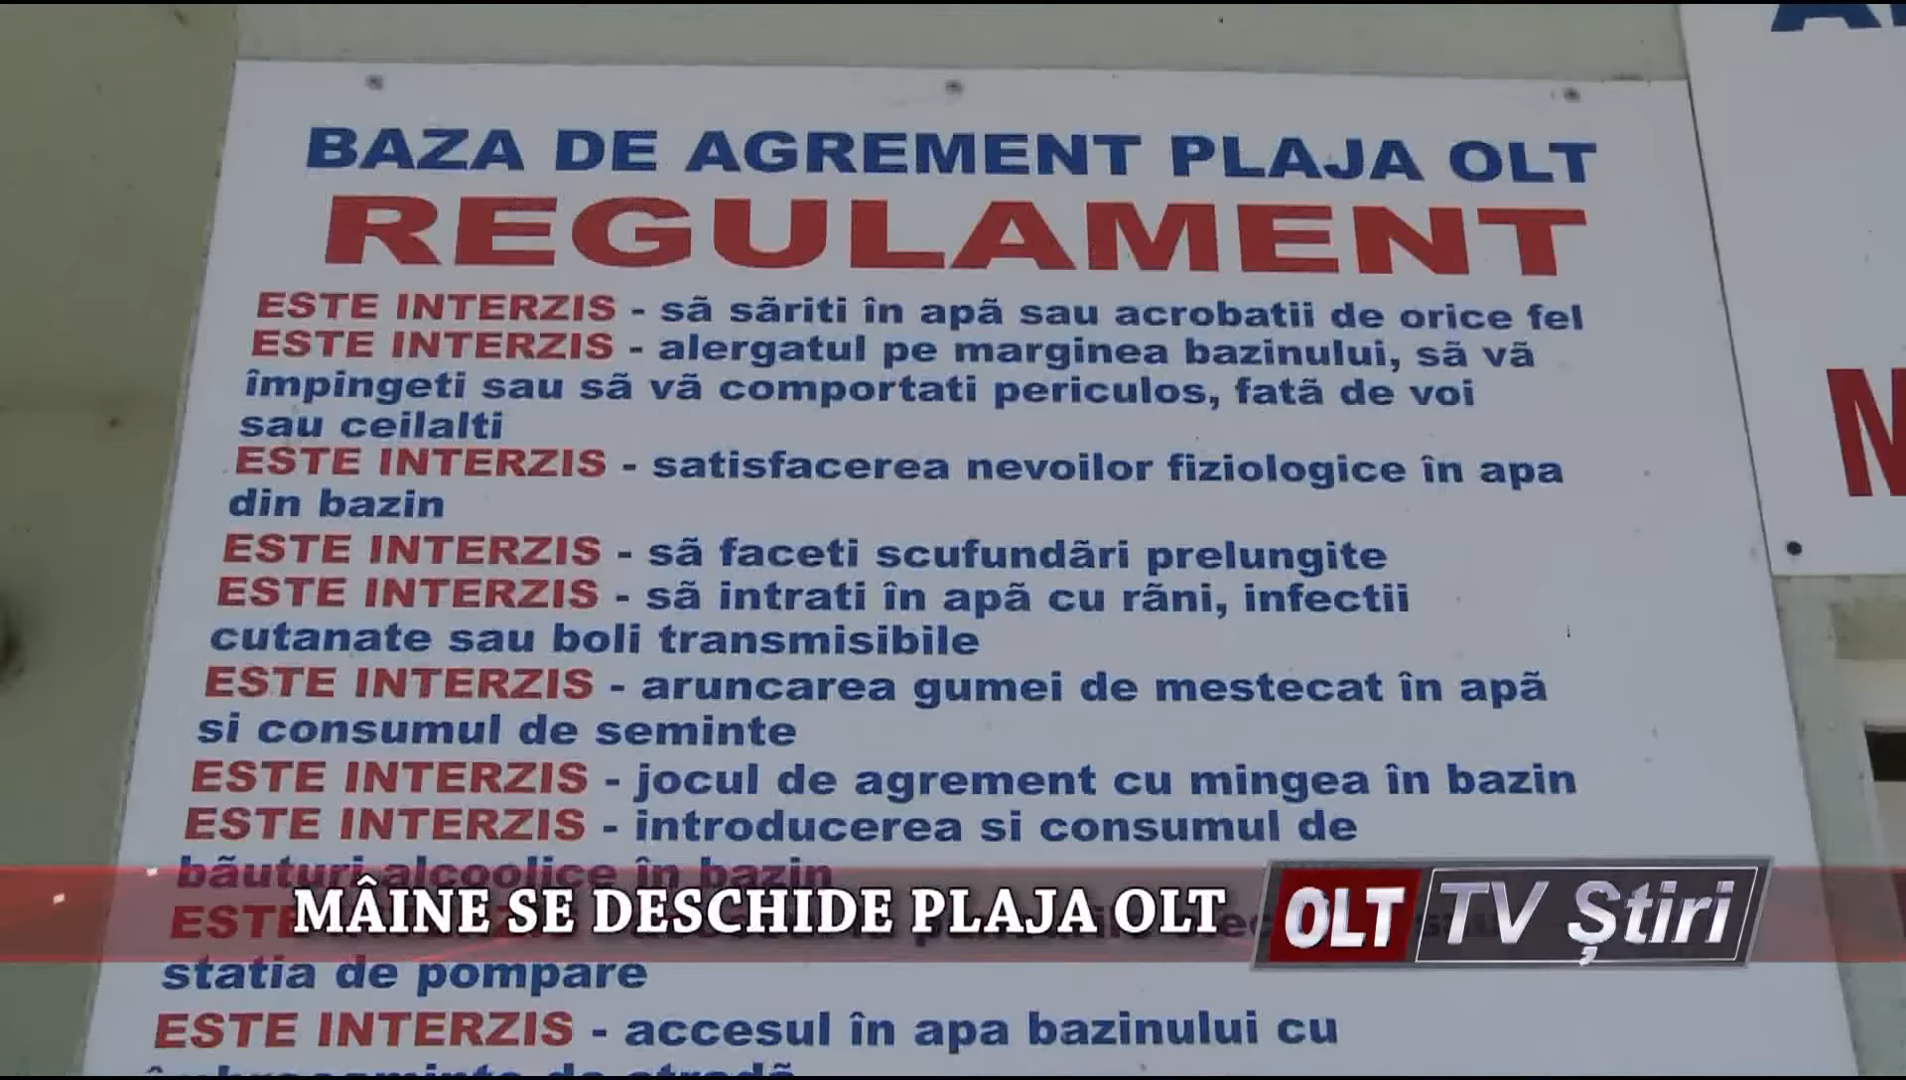 BAZA DE AGREMENT PLAJA OLT
REGULAMENT
ESTE INTERZIS - sã sãriti în apã sau acrobatii de orice fel
ESTE INTERZIS - alergatul pe marginea bazinului, sã vã
împingeti sau sã vã comportati periculos, fatã de voi
sau ceilalti
ESTE INTERZIS - satisfacerea nevoilor fiziologice în apa
din bazin
ESTE INTERZIS - sã faceti scufundãri prelungite
ESTE INTERZIS - sã intrati în apã cu rãni, infectii
cutanate sau boli transmisibile
ESTE INTERZIS - aruncarea gumei de mestecat în apã
si consumul de seminte
ESTE INTERZIS - jocul de agrement cu mingea în bazin
ESTE INTERZIS - introducerea si consumul de
bãuturi alcoolice în bazin
MÂINE SE DESCHIDE PLAJA OLT
OLT TV Știri
statia de pompare
ESTE INTERZIS - accesul în apa bazinului cu
M